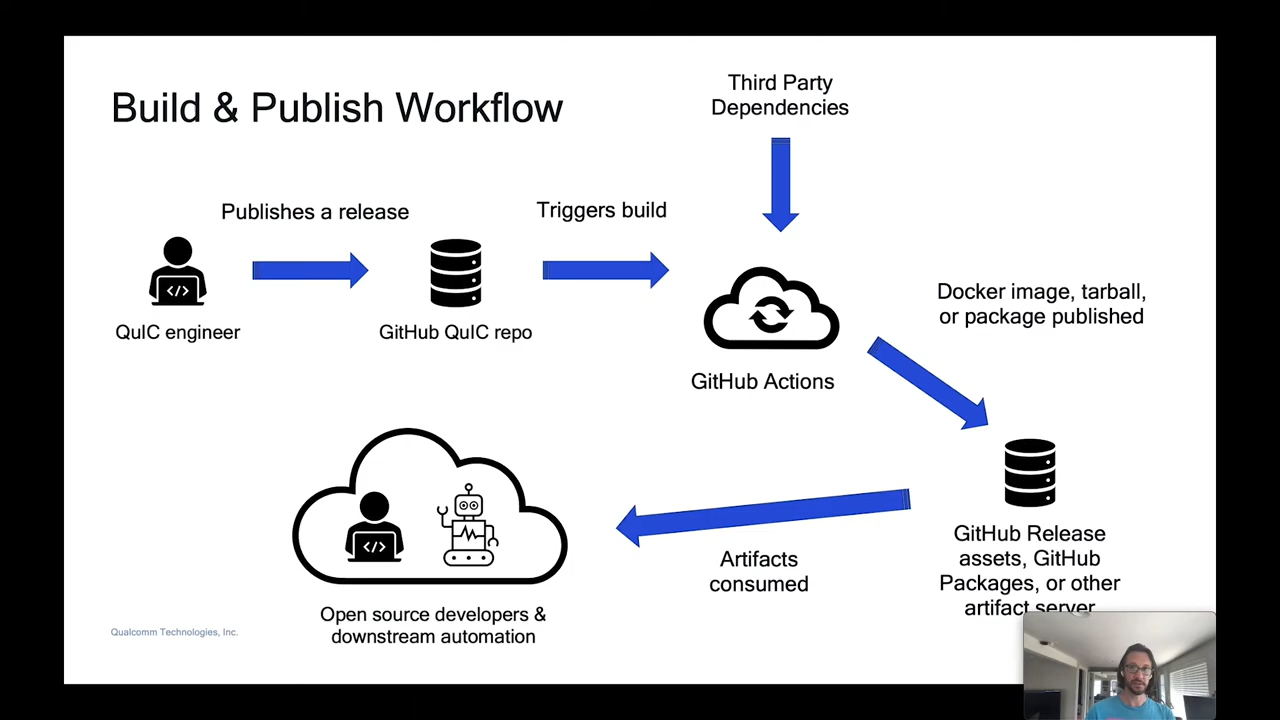 Build & Publish Workflow
Third Party
Dependencies
Publishes a release
Triggers build
</>
QuIC engineer
GitHub QuIC repo
GitHub Actions
Docker image, tarball,
or package published
GitHub Release
assets, GitHub
Packages, or other
artifact server
Artifacts
consumed
</>
Open source developers &
downstream automation
Qualcomm Technologies, Inc.